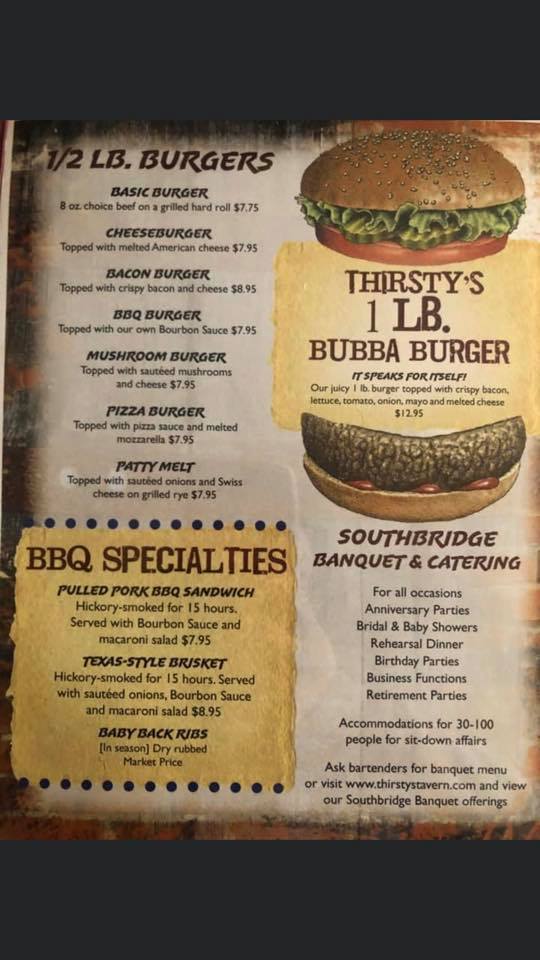 1/2 LB. BURGERS
BASIC BURGER
8 oz. choice beef on a grilled hard roll $7.75
CHEESEBURGER
Topped with melted American cheese $7.95
BACON BURGER
Topped with crispy bacon and cheese $8.95
BBQ BURGER
Topped with our own Bourbon Sauce $7.95
MUSHROOM BURGER
Topped with sautéed mushrooms
and cheese $7.95
PIZZA BURGER
Topped with pizza sauce and melted
mozzarella $7.95
PATTY MELT
Topped with sautéed onions and Swiss
cheese on grilled rye $7.95
BBQ SPECIALTIES
PULLED PORK BBQ SANDWICH
Hickory-smoked for 15 hours.
Served with Bourbon Sauce and
macaroni salad $7.95
TEXAS-STYLE BRISKET
Hickory-smoked for 15 hours. Served
with sautéed onions, Bourbon Sauce
and macaroni salad $8.95
BABY BACK RIBS
[In season] Dry rubbed
Market Price
THIRSTY'S
1 LB.
BUBBA BURGER
IT SPEAKS FOR ITSELF!
Our juicy 1 lb. burger topped with crispy bacon,
lettuce, tomato, onion, mayo and melted cheese
$12.95
SOUTHBRIDGE
BANQUET & CATERING
For all occasions
Anniversary Parties
Bridal & Baby Showers
Rehearsal Dinner
Birthday Parties
Business Functions
Retirement Parties
Accommodations for 30-100
people for sit-down affairs
Ask bartenders for banquet menu
or visit www.thirstystavern.com and view
our Southbridge Banquet offerings